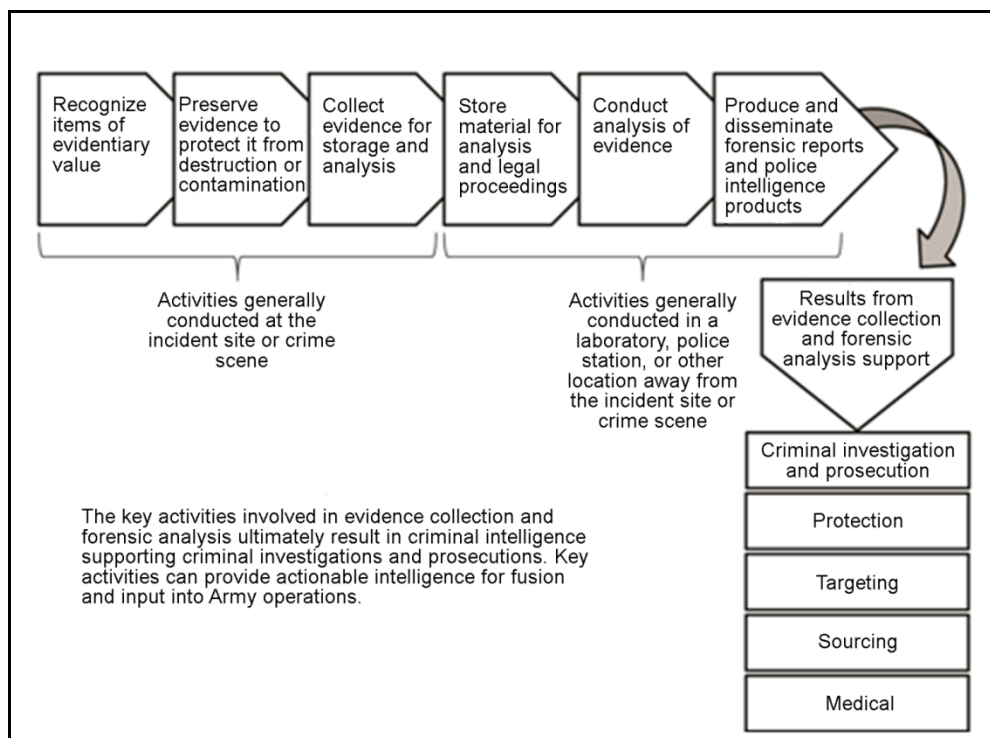 Recognize
items of
evidentiary
value
Preserve
evidence to
protect it from
destruction or
contamination
Collect
evidence for
storage and
analysis
Store
material for
analysis
and legal
proceedings
Conduct
analysis of
evidence
Produce and
disseminate
forensic reports
and police
intelligence
products
Activities generally
conducted at the
incident site or crime
scene
Activities generally
conducted in a
laboratory, police
station, or other
location away from
the incident site or
crime scene
Results from
evidence collection
and forensic
analysis support
Criminal investigation
and prosecution
Protection
Targeting
Sourcing
Medical
The key activities involved in evidence collection and
forensic analysis ultimately result in criminal intelligence
supporting criminal investigations and prosecutions. Key
activities can provide actionable intelligence for fusion
and input into Army operations.